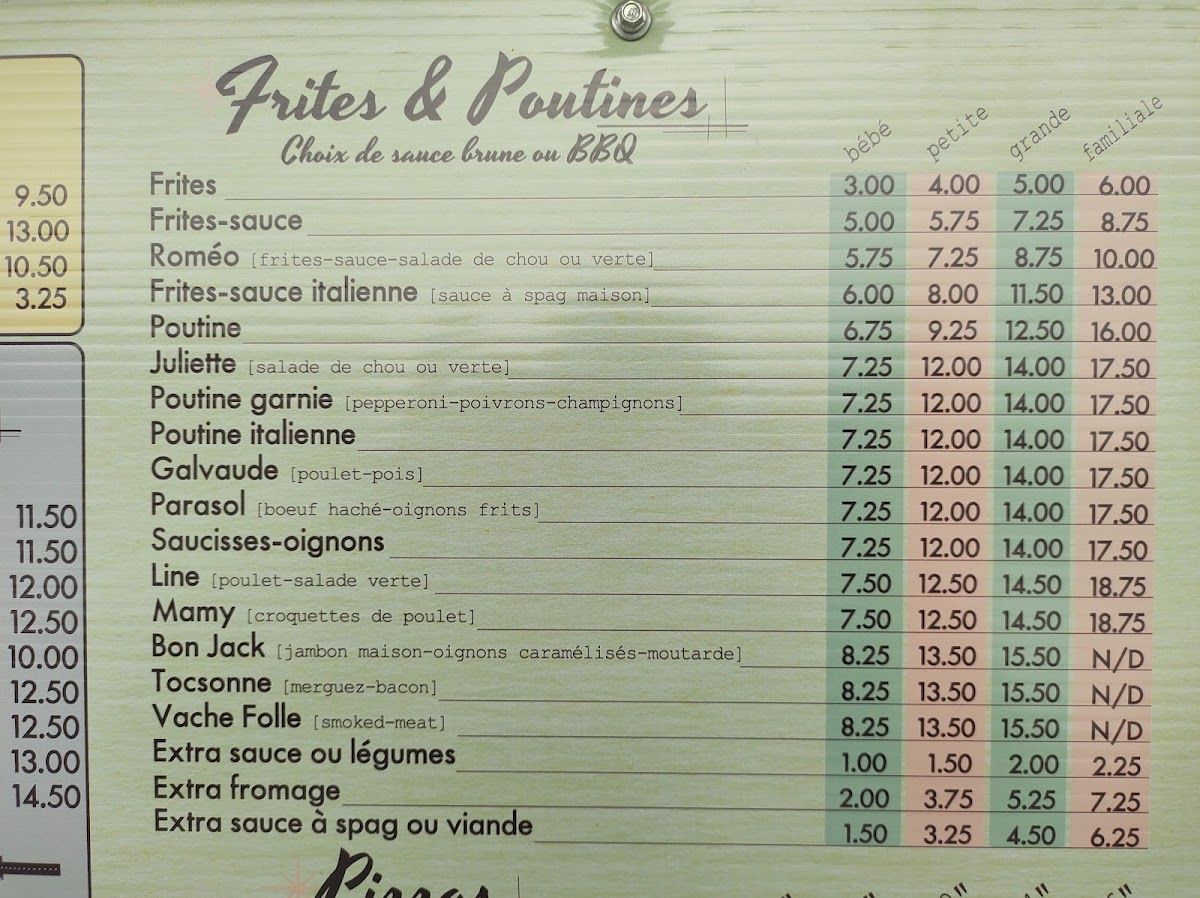 Frites & Poutines
Choix de sauce brune ou BBQ
bébé petite grande familiale
Frites 3.00 4.00 5.00 6.00
Frites-sauce 5.00 5.75 7.25 8.75
Roméo [frites-sauce-salade de chou ou verte] 5.75 7.25 8.75 10.00
Frites-sauce italienne [sauce à spag maison] 6.00 8.00 11.50 13.00
Poutine 6.75 9.25 12.50 16.00
Juliette [salade de chou ou verte] 7.25 12.00 14.00 17.50
Poutine garnie [pepperoni-poivrons-champignons] 7.25 12.00 14.00 17.50
Poutine italienne 7.25 12.00 14.00 17.50
Galvaude [poulet-pois] 7.25 12.00 14.00 17.50
Parasol [boeuf haché-oignons frits] 7.25 12.00 14.00 17.50
Saucisses-oignons 7.25 12.00 14.00 17.50
Line [poulet-salade verte] 7.50 12.50 14.50 18.75
Mamy [croquettes de poulet] 7.50 12.50 14.50 18.75
Bon Jack [jambon maison-oignons caramélisés-moutarde] 8.25 13.50 15.50 N/D
Tocsonne [merguez-bacon] 8.25 13.50 15.50 N/D
Vache Folle [smoked-meat] 8.25 13.50 15.50 N/D
Extra sauce ou légumes 1.00 1.50 2.00 2.25
Extra fromage 2.00 3.75 5.25 7.25
Extra sauce à spag ou viande 1.50 3.25 4.50 6.25
9.50
13.00
10.50
3.25
11.50
11.50
12.00
12.50
10.00
12.50
12.50
13.00
14.50